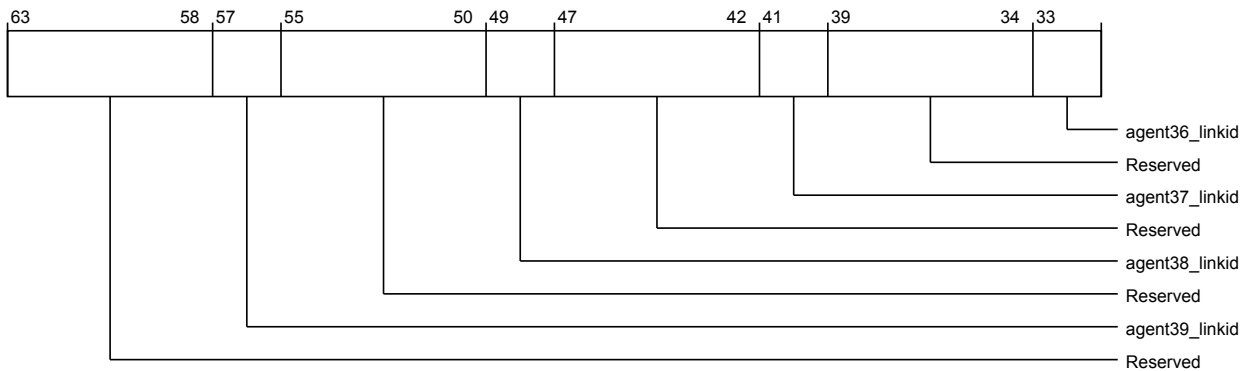 63 58 57 55 50 49 47 42 41 39 34 33
agent36_linkid
Reserved
agent37_linkid
Reserved
agent38_linkid
Reserved
agent39_linkid
Reserved